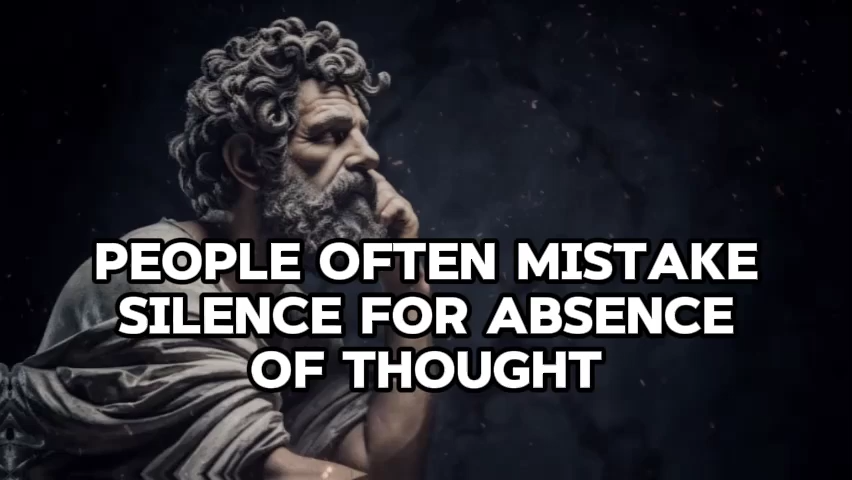 PEOPLE OFTEN MISTAKE
SILENCE FOR ABSENCE
OF THOUGHT